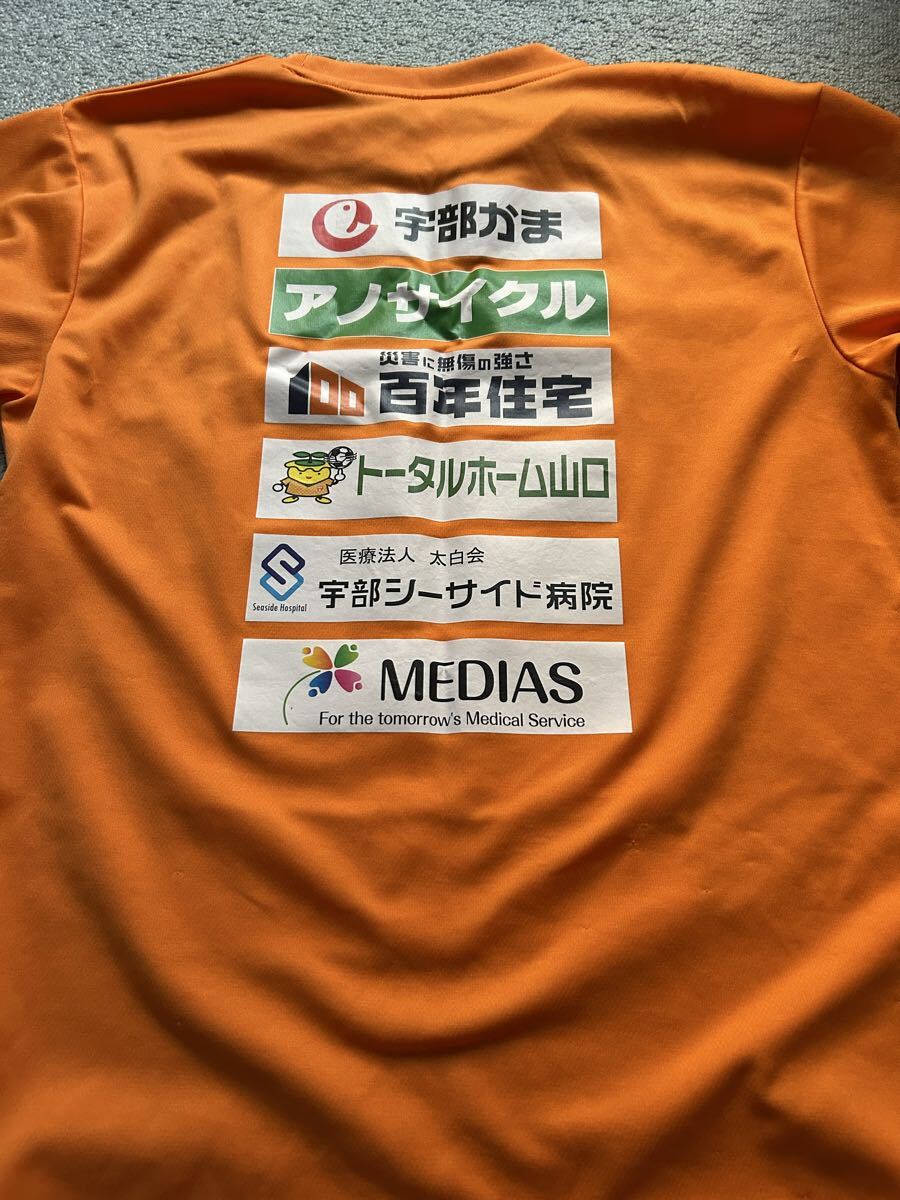 宇部かま
アノサイクル
災害に無傷の強さ
100
百年住宅
トータルホーム山口
医療法人 太白会
Seaside Hospital
宇部シーサイド病院
MEDIAS
For the tomorrow's Medical Service